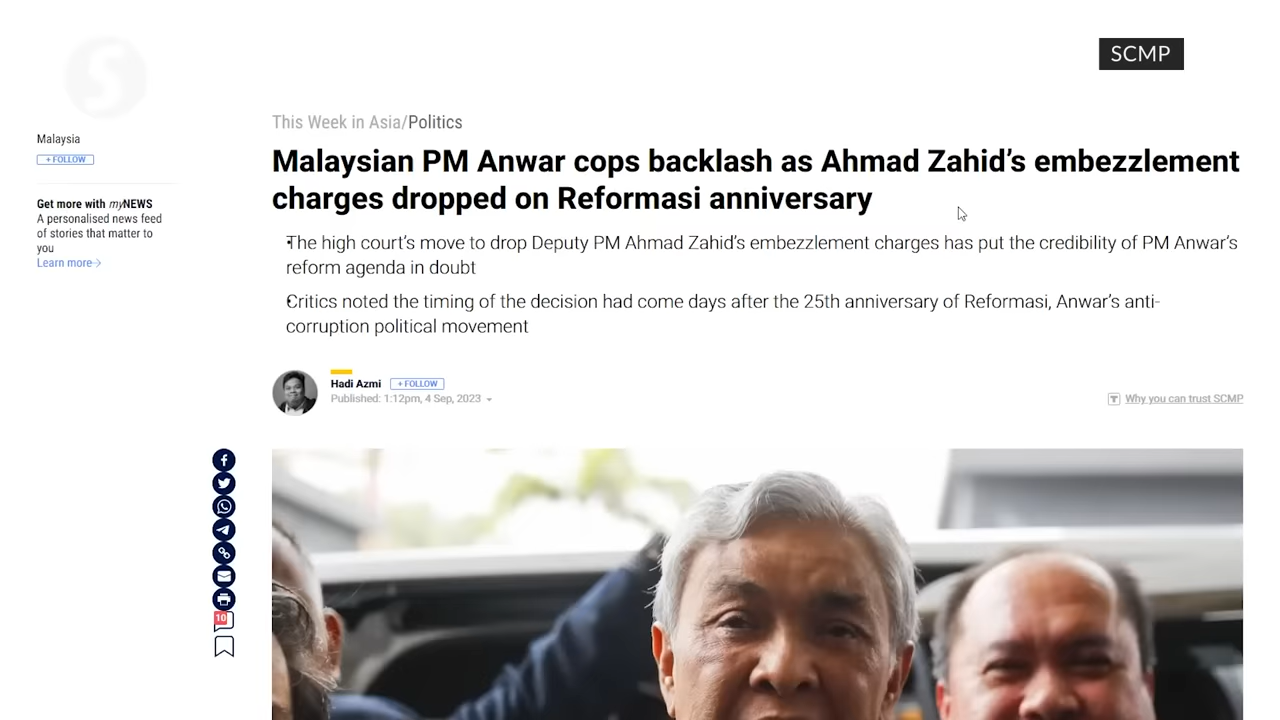 SCMP
Malaysia
+ FOLLOW
Get more with myNEWS
A personalised news feed
of stories that matter to
you
Learn more
This Week in Asia/Politics
Malaysian PM Anwar cops backlash as Ahmad Zahid's embezzlement
charges dropped on Reformasi anniversary
The high court's move to drop Deputy PM Ahmad Zahid's embezzlement charges has put the credibility of PM Anwar's
reform agenda in doubt
Critics noted the timing of the decision had come days after the 25th anniversary of Reformasi, Anwar's anti-
corruption political movement
Hadi Azmi + FOLLOW
Published: 1:12pm, 4 Sep, 2023
Why you can trust SCMP
10